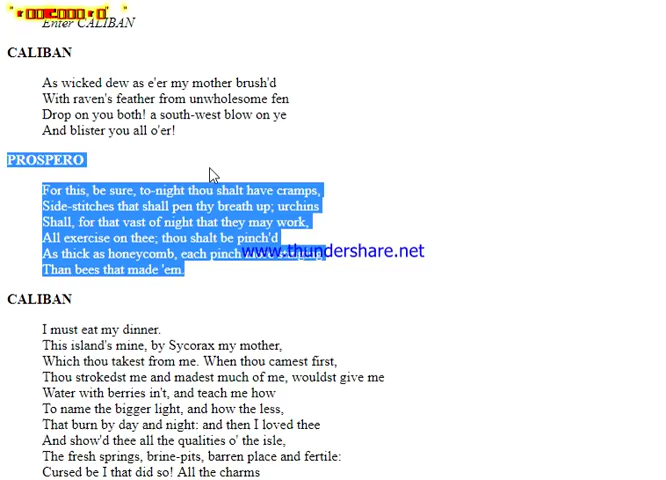 Enter CALIBAN
CALIBAN
As wicked dew as e'er my mother brush'd
With raven's feather from unwholesome fen
Drop on you both! a south-west blow on ye
And blister you all o'er!
PROSPERO
For this, be sure, to-night thou shalt have cramps,
Side-stitches that shall pen thy breath up; urchins
Shall, for that vast of night that they may work,
All exercise on thee; thou shalt be pinch'd
As thick as honeycomb, each pinch
www.thundershare.net
Than bees that made 'em.
CALIBAN
I must eat my dinner.
This island's mine, by Sycorax my mother,
Which thou takest from me. When thou camest first,
Thou strokedst me and madest much of me, wouldst give me
Water with berries in't, and teach me how
To name the bigger light, and how the less,
That burn by day and night: and then I loved thee
And show'd thee all the qualities o' the isle,
The fresh springs, brine-pits, barren place and fertile:
Cursed be I that did so! All the charms